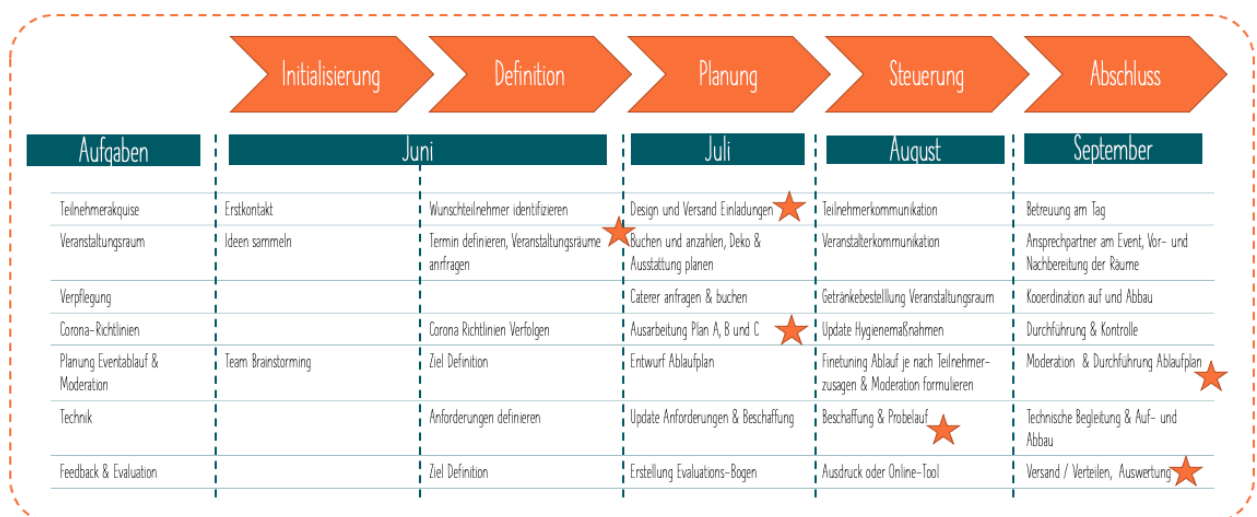 Initialisierung
Definition
Planung
Steuerung
Abschluss
Aufgaben
Juni
Juli
August
September
Teilnehmerakquise
Erstkontakt
Wunschteilnehmer identifizieren
Design und Versand Einladungen
Teilnehmerkommunikation
Betreuung am Tag
Veranstaltungsraum
Ideen sammeln
Termin definieren, Veranstaltungsräume
anrfragen
Buchen und anzahlen, Deko &
Ausstattung planen
Veranstalterkommunikation
Ansprechpartner am Event, Vor- und
Nachbereitung der Räume
Verpflegung
Caterer anfragen & buchen
Getränkebestelllung Veranstaltungsraum
Kooerdination auf und Abbau
Corona-Richtlinien
Corona Richtlinien Verfolgen
Ausarbeitung Plan A, B und C
Update Hygienemaßnahmen
Durchführung & Kontrolle
Planung Eventablauf &
Moderation
Team Brainstorming
Ziel Definition
Entwurf Ablaufplan
Finetuning Ablauf je nach Teilnehmer-
zusagen & Moderation formulieren
Moderation & Durchführung Ablaufplan
Technik
Anforderungen definieren
Update Anforderungen & Beschaffung
Beschaffung & Probelauf
Technische Begleitung & Auf- und
Abbau
Feedback & Evaluation
Ziel Definition
Erstellung Evaluations-Bogen
Ausdruck oder Online-Tool
Versand / Verteilen, Auswertung